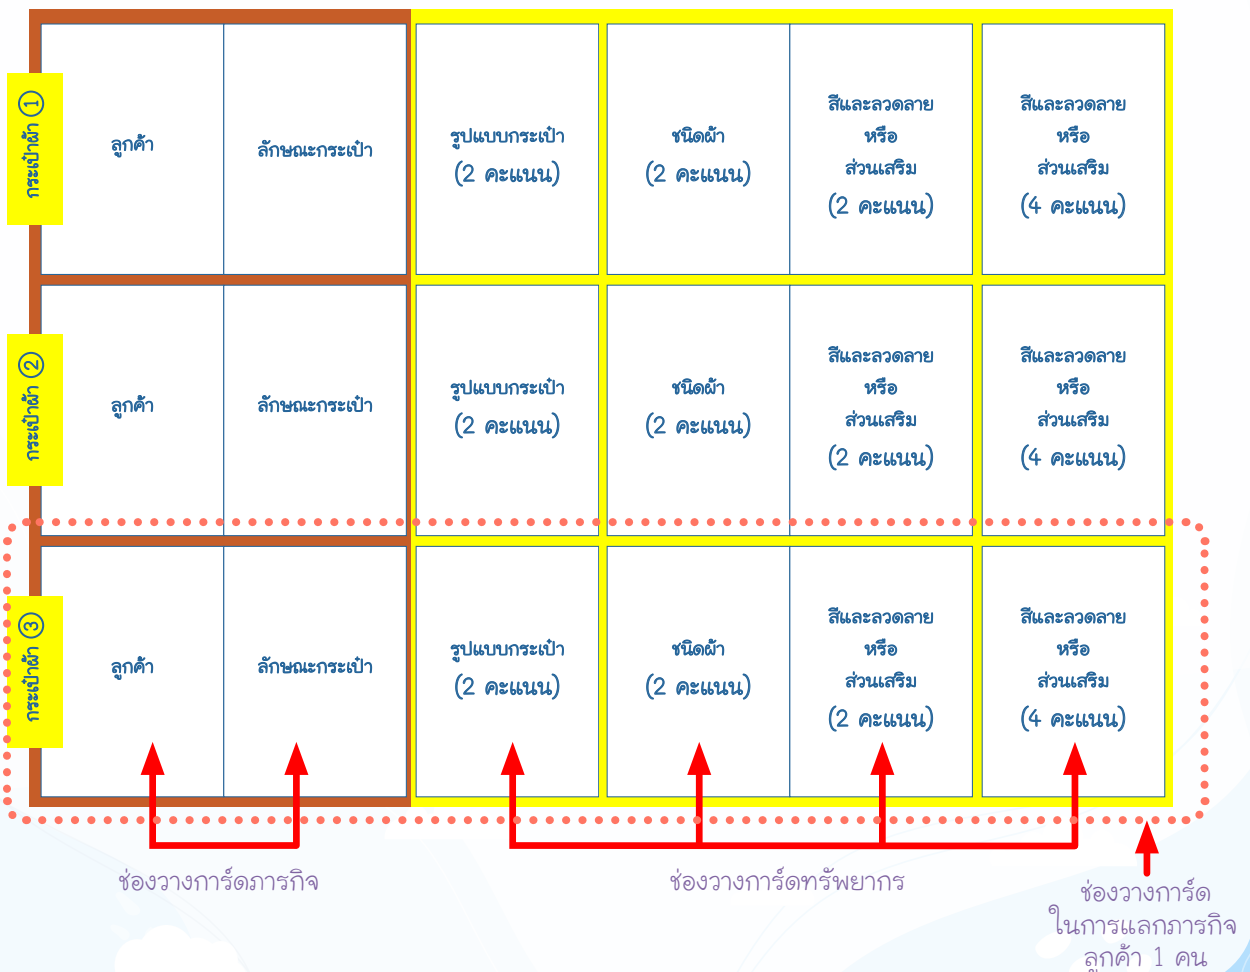 กระเป๋าผ้า ①
ลูกค้า
ลักษณะกระเป๋า
รูปแบบกระเป๋า
(2 คะแนน)
ชนิดผ้า
(2 คะแนน)
สีและลวดลาย
หรือ
ส่วนเสริม
(2 คะแนน)
สีและลวดลาย
หรือ
ส่วนเสริม
(4 คะแนน)
กระเป๋าผ้า ②
ลูกค้า
ลักษณะกระเป๋า
รูปแบบกระเป๋า
(2 คะแนน)
ชนิดผ้า
(2 คะแนน)
สีและลวดลาย
หรือ
ส่วนเสริม
(2 คะแนน)
สีและลวดลาย
หรือ
ส่วนเสริม
(4 คะแนน)
กระเป๋าผ้า ③
ลูกค้า
ลักษณะกระเป๋า
รูปแบบกระเป๋า
(2 คะแนน)
ชนิดผ้า
(2 คะแนน)
สีและลวดลาย
หรือ
ส่วนเสริม
(2 คะแนน)
สีและลวดลาย
หรือ
ส่วนเสริม
(4 คะแนน)
ช่องวางการ์ดภารกิจ
ช่องวางการ์ดทรัพยากร
ช่องวางการ์ด
ในการแลกภารกิจ
ลูกค้า 1 คน